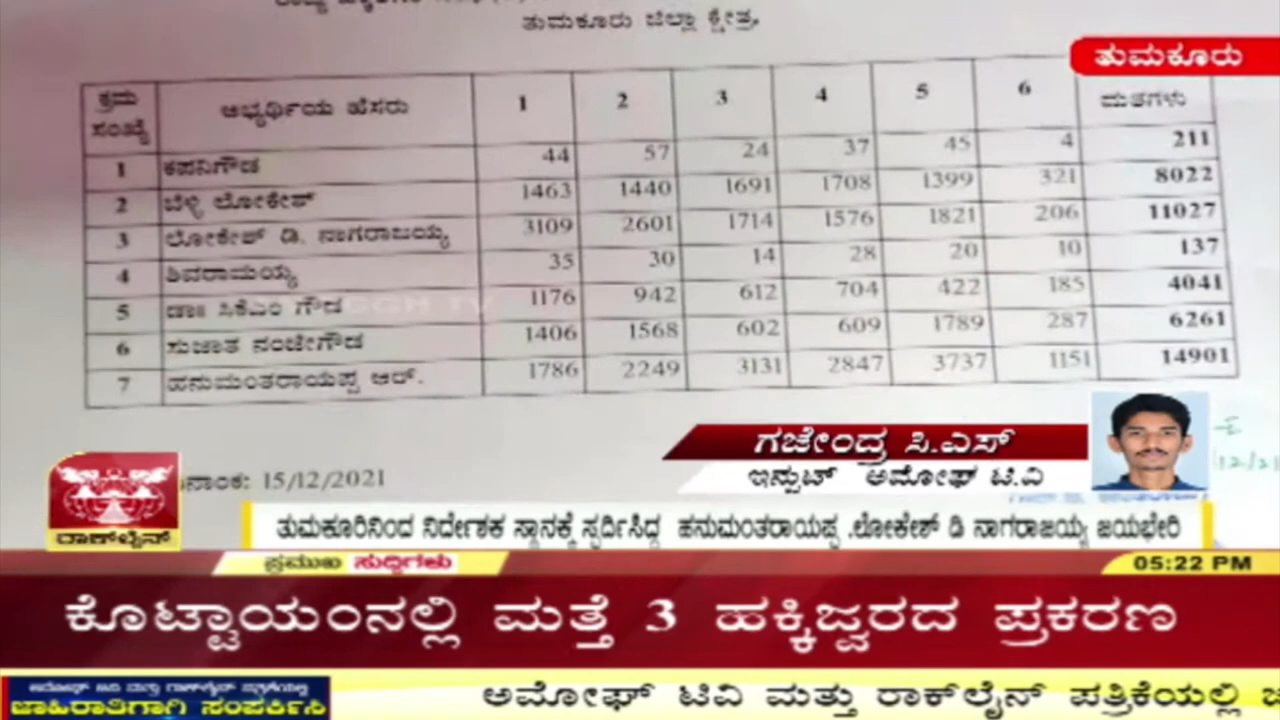 ತುಮಕೂರು ಜಿಲ್ಲಾ ಕ್ಷೇತ್ರ.
ತುಮಕೂರು
ಕ್ರಮ ಸಂಖ್ಯೆ ಅಭ್ಯರ್ಥಿಯ ಹೆಸರು 1 2 3 4 5 6 ಮತಗಳು
1 ಕಪನಿಗೌಡ 44 57 24 37 45 4 211
2 ಬೆಳ್ಳಿ ಲೋಕೇಶ್ 1463 1440 1691 1708 1399 321 8022
3 ಲೋಕೇಶ್ ಡಿ. ನಾಗರಾಜಯ್ಯ 3109 2601 1714 1576 1821 206 11027
4 ಶಿವರಾಮಯ್ಯ 35 30 14 28 20 10 137
5 ಡಾಃ ಸಿಕೆಎಂ ಗೌಡ 1176 942 612 704 422 185 4041
6 ಸುಜಾತ ನಂಜೇಗೌಡ 1406 1568 602 609 1789 287 6261
7 ಹನುಮಂತರಾಯಪ್ಪ ಆರ್. 1786 2249 3131 2847 3737 1151 14901
15/12/2021
ಗಜೇಂದ್ರ ಸಿ.ಎಸ್
ಇನ್ಪುಟ್ ಅಮೋಘ ಟಿ.ವಿ
ರಾಕ್‌ಲೈನ್
ತುಮಕೂರಿನಿಂದ ನಿರ್ದೇಶಕ ಸ್ಥಾನಕ್ಕೆ ಸ್ಪರ್ದಿಸಿದ್ದ ಹನುಮಂತರಾಯಪ್ಪ .ಲೋಕೇಶ್ ಡಿ ನಾಗರಾಜಯ್ಯ ಜಯಭೇರಿ
ಪ್ರಮುಖ ಸುದ್ದಿಗಳು
05:22 PM
ಕೊಟ್ಟಾಯಂನಲ್ಲಿ ಮತ್ತೆ 3 ಹಕ್ಕಿಜ್ವರದ ಪ್ರಕರಣ
ಅಮೋಘ್ ಟಿವಿ ಮತ್ತು ರಾಕ್‌ಲೈನ್ ಪತ್ರಿಕೆಯಲ್ಲಿ
ಜಾಹಿರಾತಿಗಾಗಿ ಸಂಪರ್ಕಿಸಿ
ಅಮೋಘ್ ಟಿವಿ ಮತ್ತು ರಾಕ್‌ಲೈನ್ ಪತ್ರಿಕೆಯಲ್ಲಿ